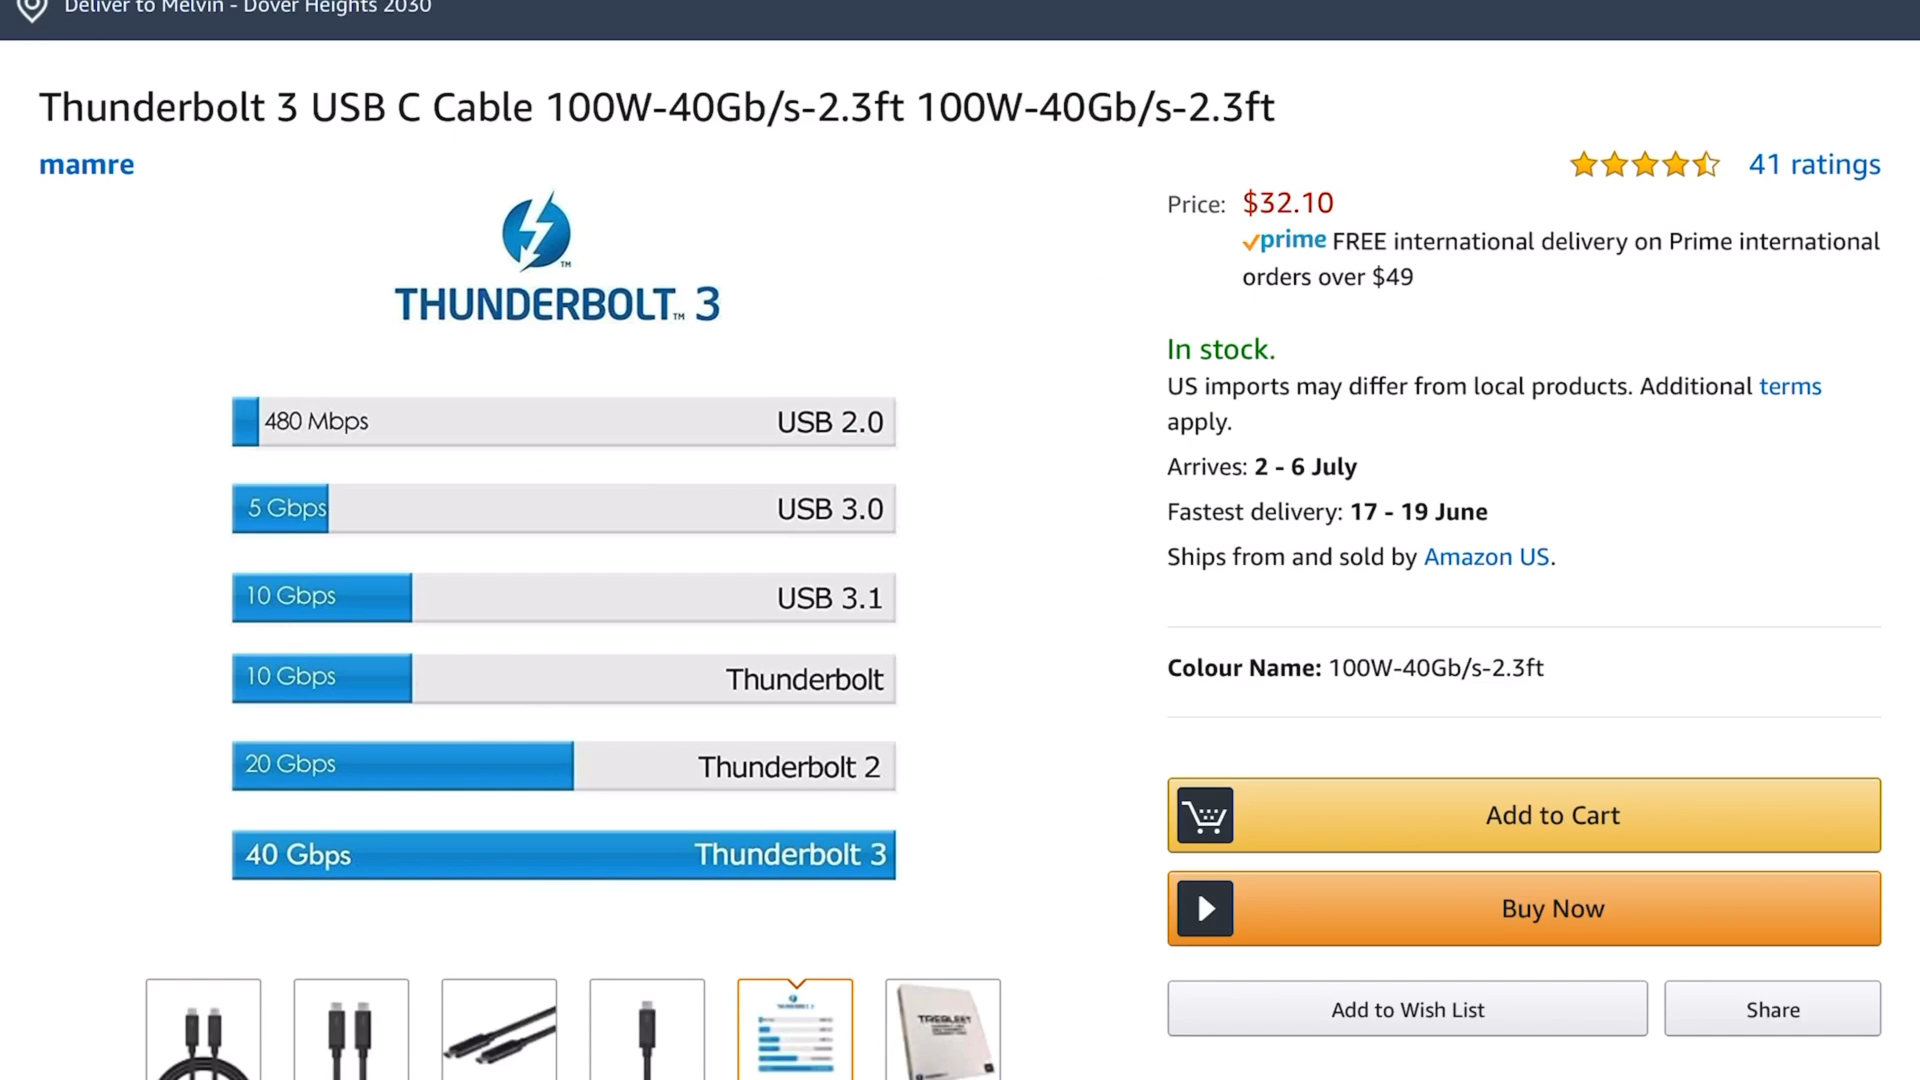 Deliver to Melvin - Dover Heights 2030
Thunderbolt 3 USB C Cable 100W-40Gb/s-2.3ft 100W-40Gb/s-2.3ft
mamre
41 ratings
Price: $32.10
prime FREE international delivery on Prime international
orders over $49
THUNDERBOLT™ 3
In stock.
US imports may differ from local products. Additional terms
apply.
Arrives: 2 - 6 July
Fastest delivery: 17 - 19 June
Ships from and sold by Amazon US.
480 Mbps USB 2.0
5 Gbps USB 3.0
10 Gbps USB 3.1
10 Gbps Thunderbolt
20 Gbps Thunderbolt 2
40 Gbps Thunderbolt 3
Colour Name: 100W-40Gb/s-2.3ft
Add to Cart
Buy Now
Add to Wish List
Share
TREBLEET